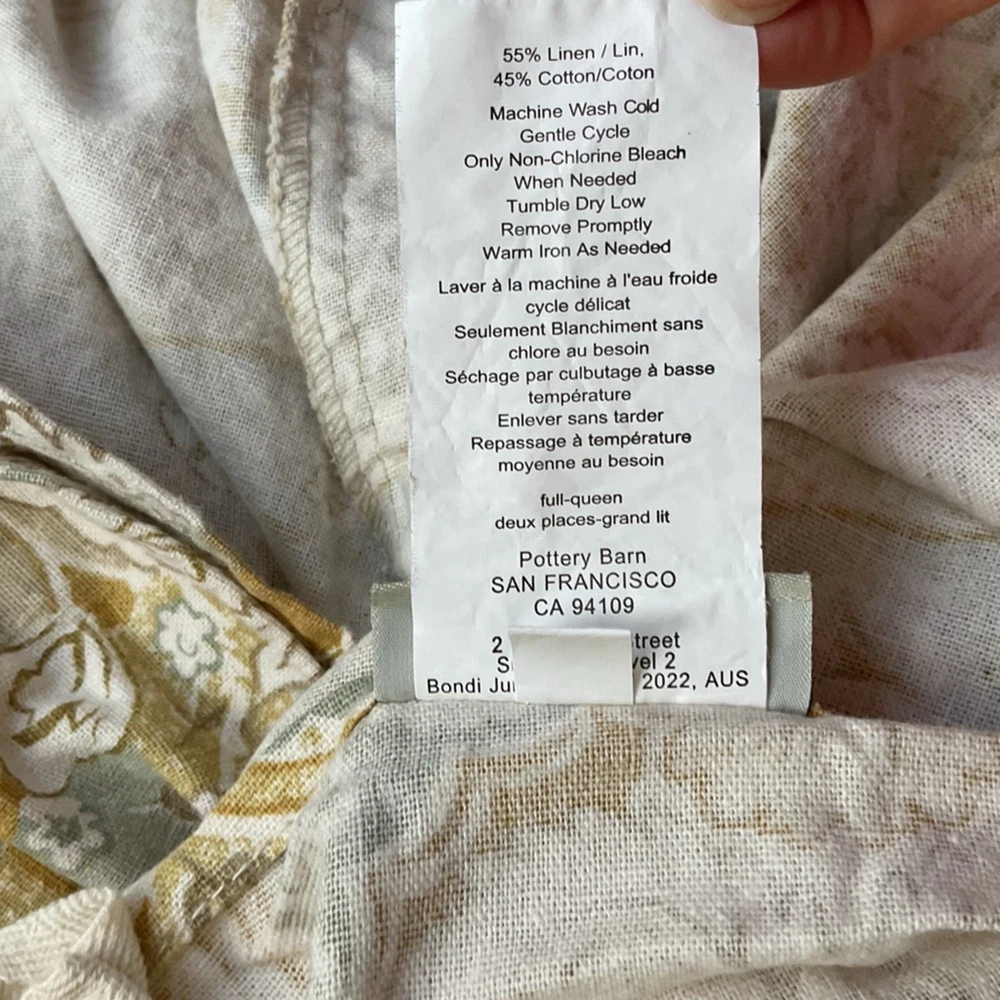 55% Linen / Lin,
45% Cotton/Coton
Machine Wash Cold
Gentle Cycle
Only Non-Chlorine Bleach
When Needed
Tumble Dry Low
Remove Promptly
Warm Iron As Needed
Laver à la machine à l'eau froide
cycle délicat
Seulement Blanchiment sans
chlore au besoin
Séchage par culbutage à basse
température
Enlever sans tarder
Repassage à température
moyenne au besoin
full-queen
deux places-grand lit
Pottery Barn
SAN FRANCISCO
CA 94109
2
2
Bondi 2022, AUS